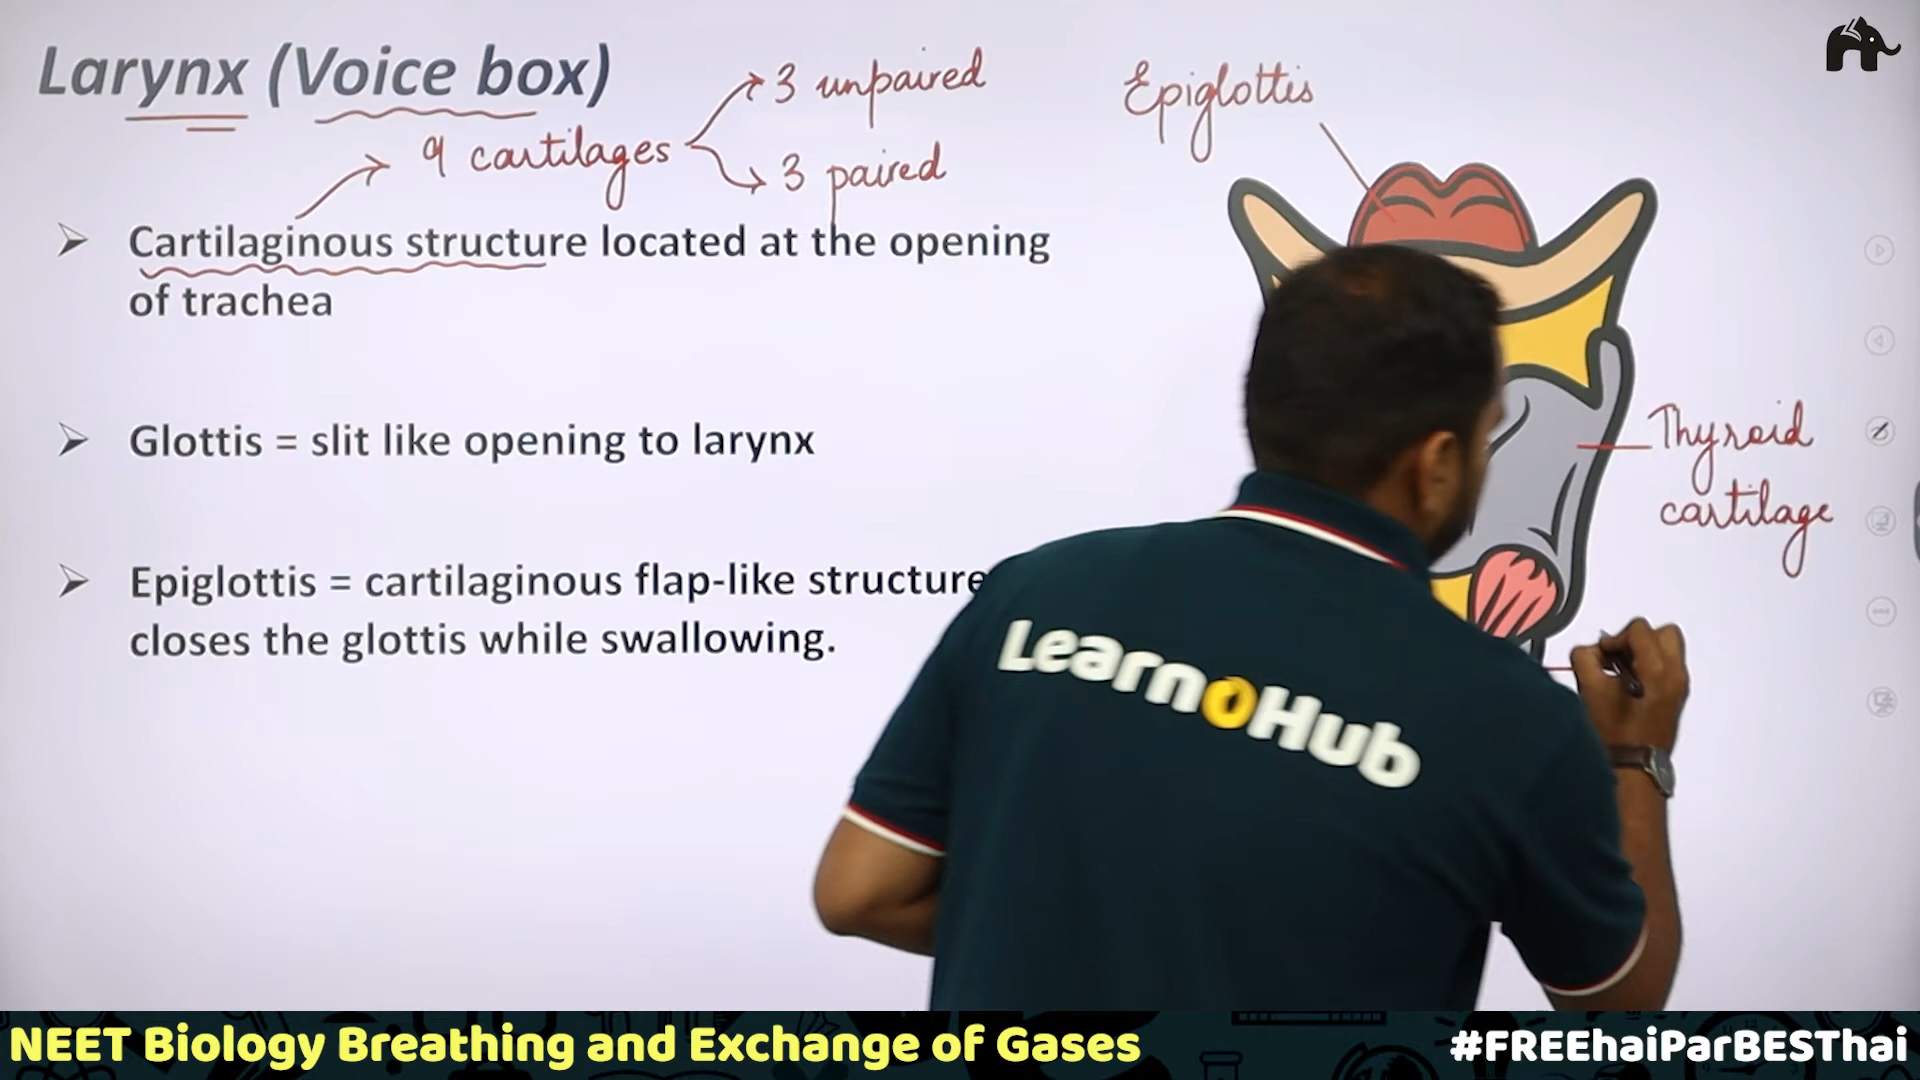 Larynx (Voice box)
9 cartilages
3 unpaired
3 paired
Epiglottis
Cartilaginous structure located at the opening
of trachea
Glottis = slit like opening to larynx
Thyroid
cartilage
Epiglottis = cartilaginous flap-like structure
closes the glottis while swallowing.
LearnoHub
NEET Biology Breathing and Exchange of Gases
#FREEhaiParBESThai